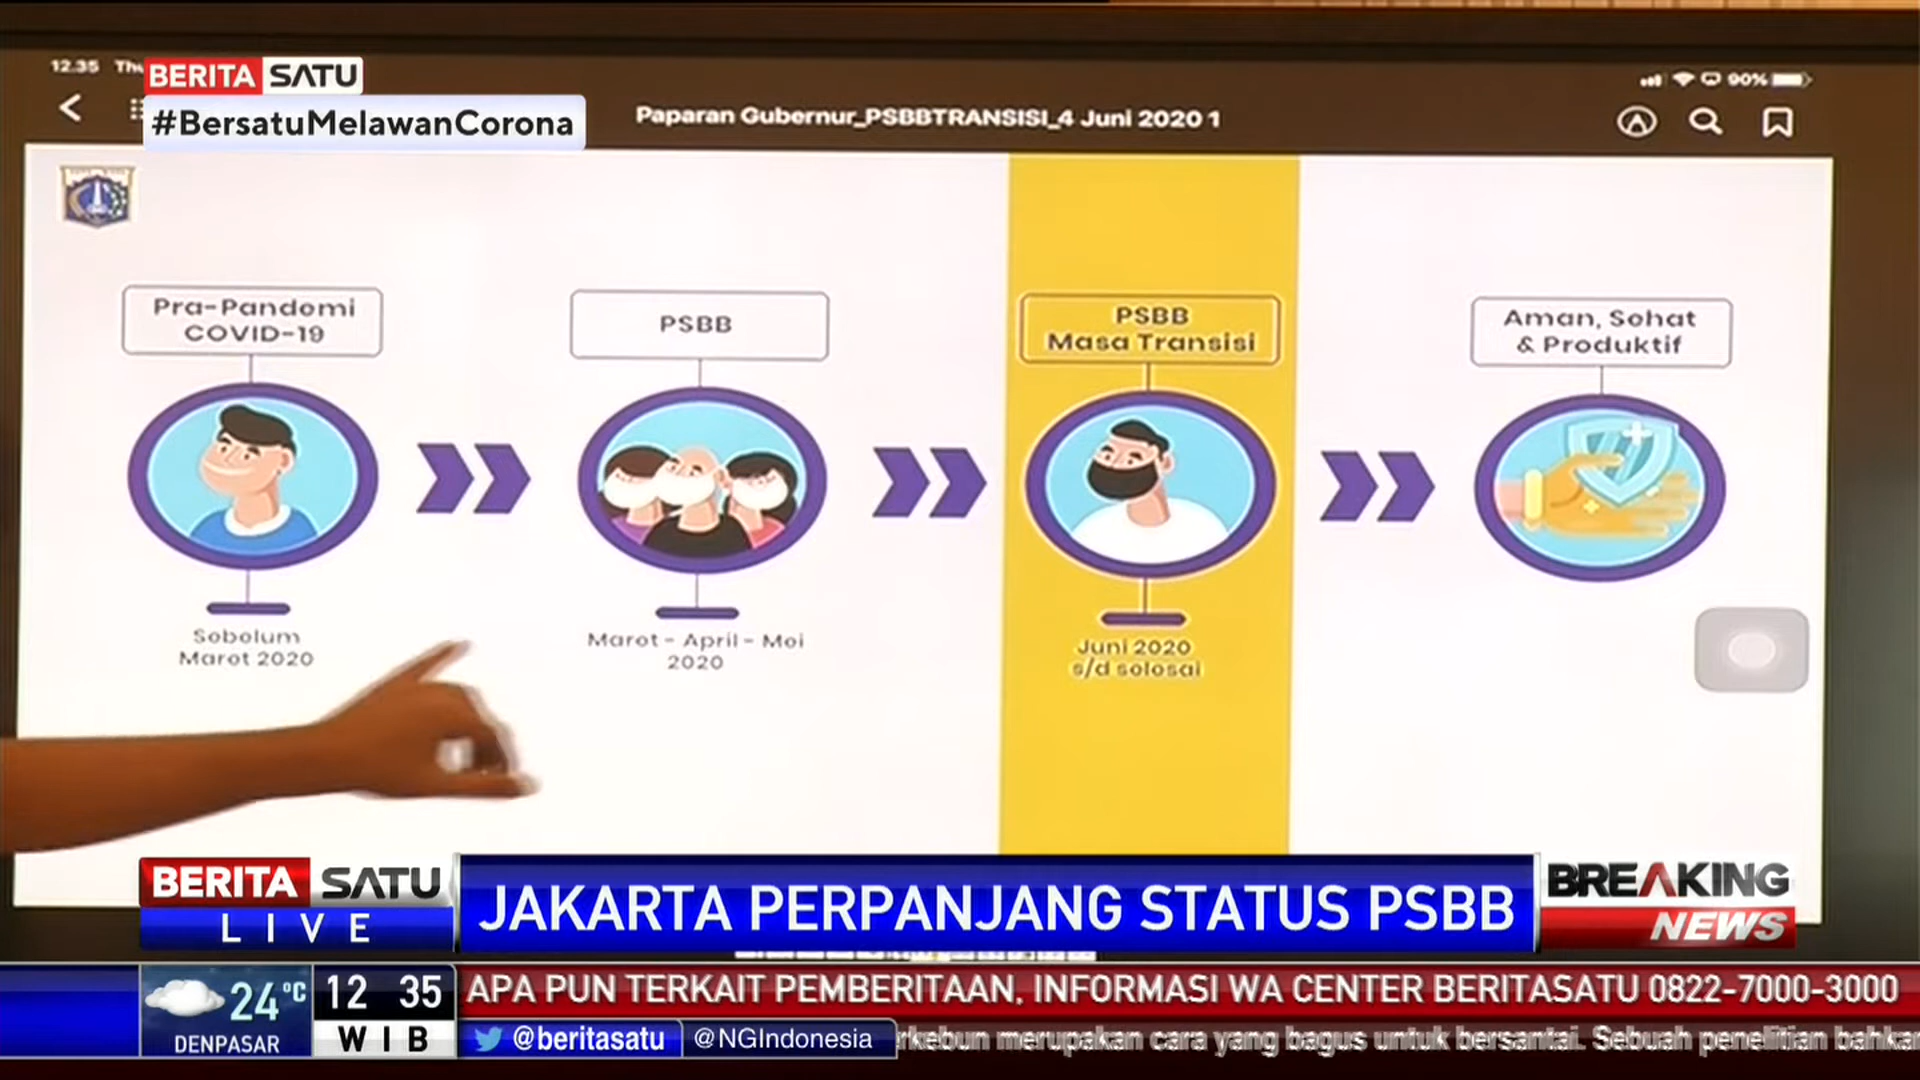 12.35
BERITA SATU
90%
#BersatuMelawanCorona
Paparan Gubernur_PSBBTRANSISI_4 Juni 2020 1
Pra-Pandemi
COVID-19
PSBB
PSBB
Masa Transisi
Aman, Sehat
& Produktif
Sebelum
Maret 2020
Maret - April - Mei
2020
Juni 2020
s/d selesai
BERITA SATU
LIVE
JAKARTA PERPANJANG STATUS PSBB
BREAKING
NEWS
24°C
DENPASAR
12 35
WIB
APA PUN TERKAIT PEMBERITAAN, INFORMASI WA CENTER BERITASATU 0822-7000-3000
@beritasatu
@NGIndonesia
rkebun merupakan cara yang bagus untuk bersantai. Sebuah penelitian bahka